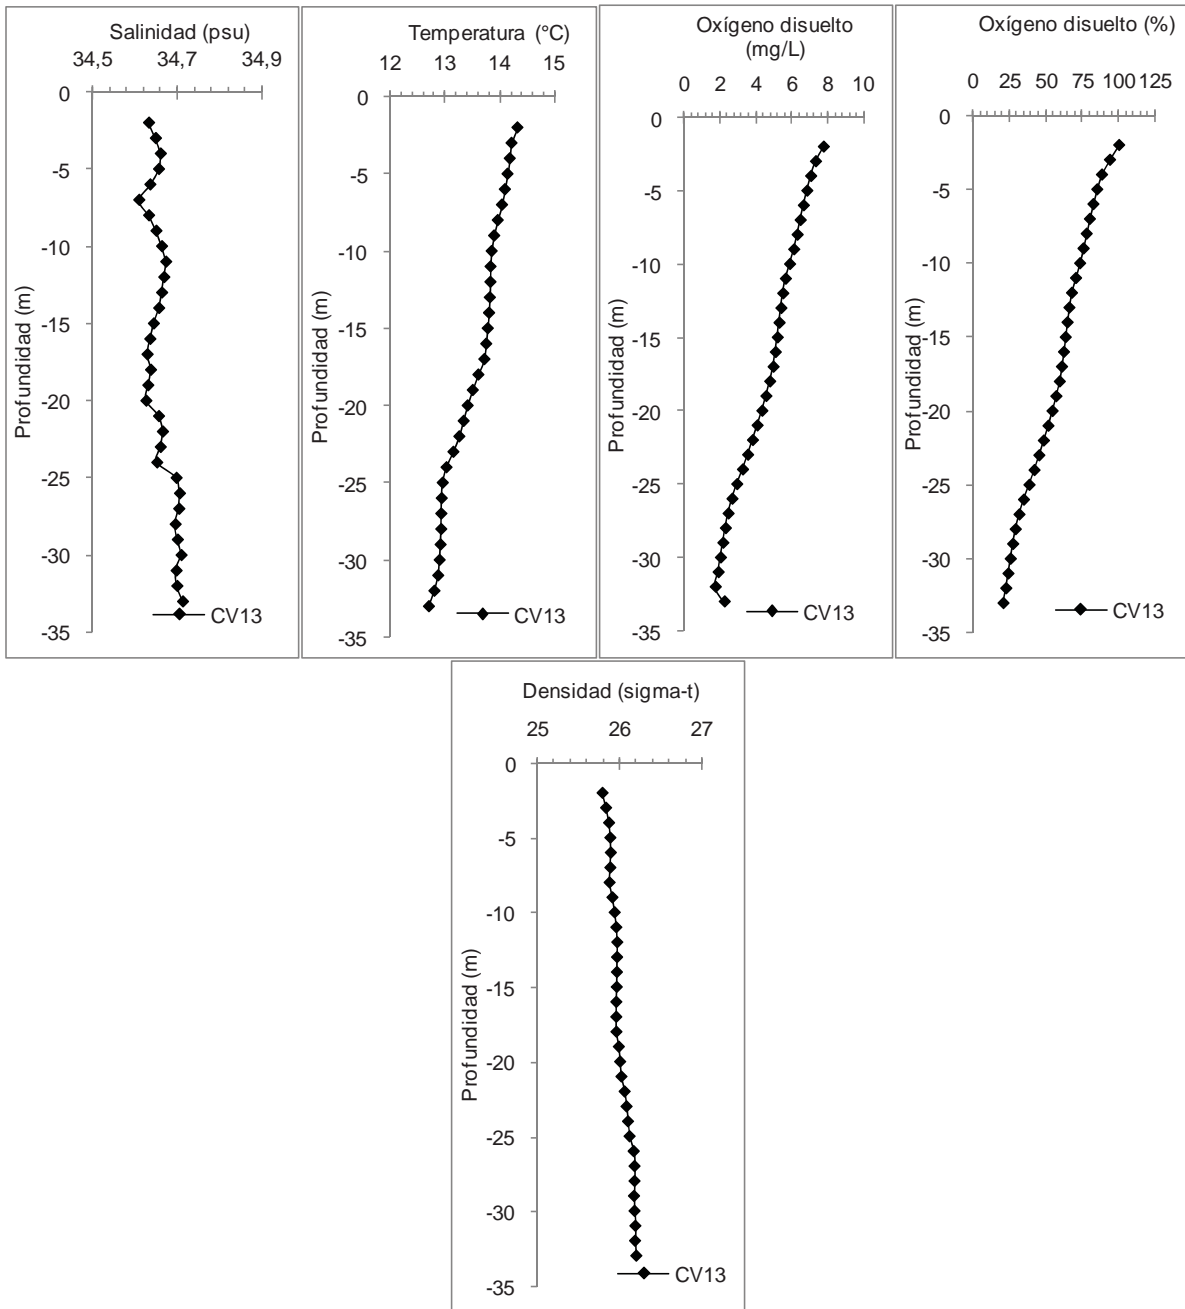 Salinidad (psu)
34,5 34,7 34,9
0
-5
-10
-15
-20
-25
-30
-35
Profundidad (m)
CV13
Temperatura (°C)
12 13 14 15
0
-5
-10
-15
-20
-25
-30
-35
Profundidad (m)
CV13
Oxígeno disuelto
(mg/L)
0 2 4 6 8 10
0
-5
-10
-15
-20
-25
-30
-35
Profundidad (m)
CV13
Oxígeno disuelto (%)
0 25 50 75 100 125
0
-5
-10
-15
-20
-25
-30
-35
Profundidad (m)
CV13
Densidad (sigma-t)
25 26 27
0
-5
-10
-15
-20
-25
-30
-35
Profundidad (m)
CV13